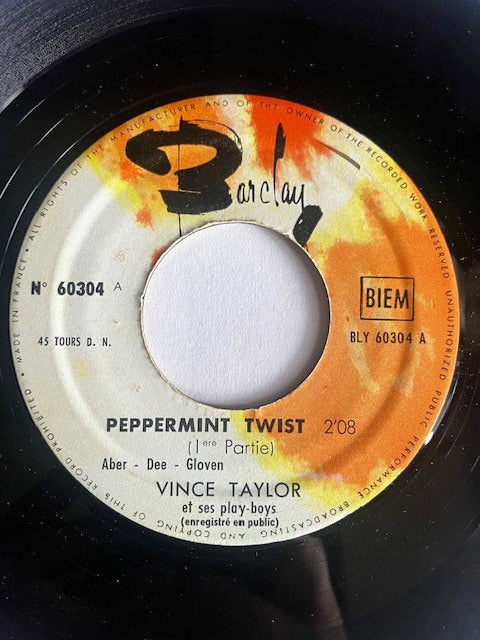 MADE IN FRANCE • ALL RIGHTS OF THE MANUFACTURER AND OF THE OWNER OF THE RECORDED WORK RESERVED UNAUTHORIZED PUBLIC PERFORMANCE BROADCASTING AND COPYING OF THIS RECORD PROHIBITED •
Barclay
N° 60304 A
BIEM
45 TOURS D. N.
BLY 60304 A
PEPPERMINT TWIST 2'08
(1ere Partie)
Aber - Dee - Gloven
VINCE TAYLOR
et ses play-boys
(enregistré en public)